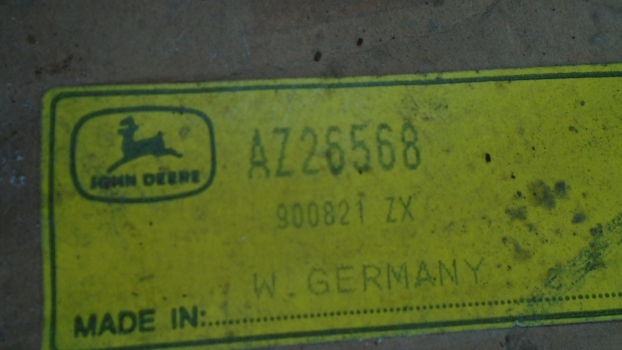 JOHN DEERE
AZ26568
900821 ZX
W. GERMANY
MADE IN: